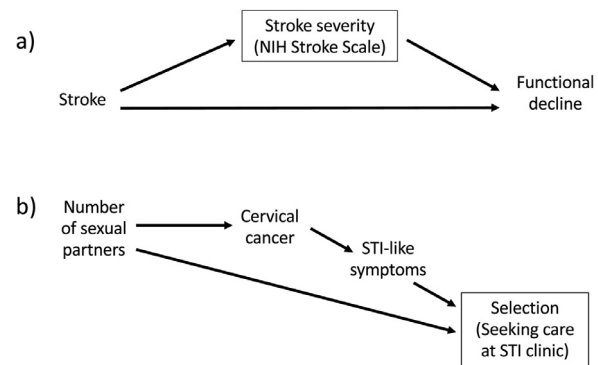 a)
Stroke severity
(NIH Stroke Scale)
Stroke
Functional
decline
b)
Number
of sexual
partners
Cervical
cancer
STI-like
symptoms
Selection
(Seeking care
at STI clinic)